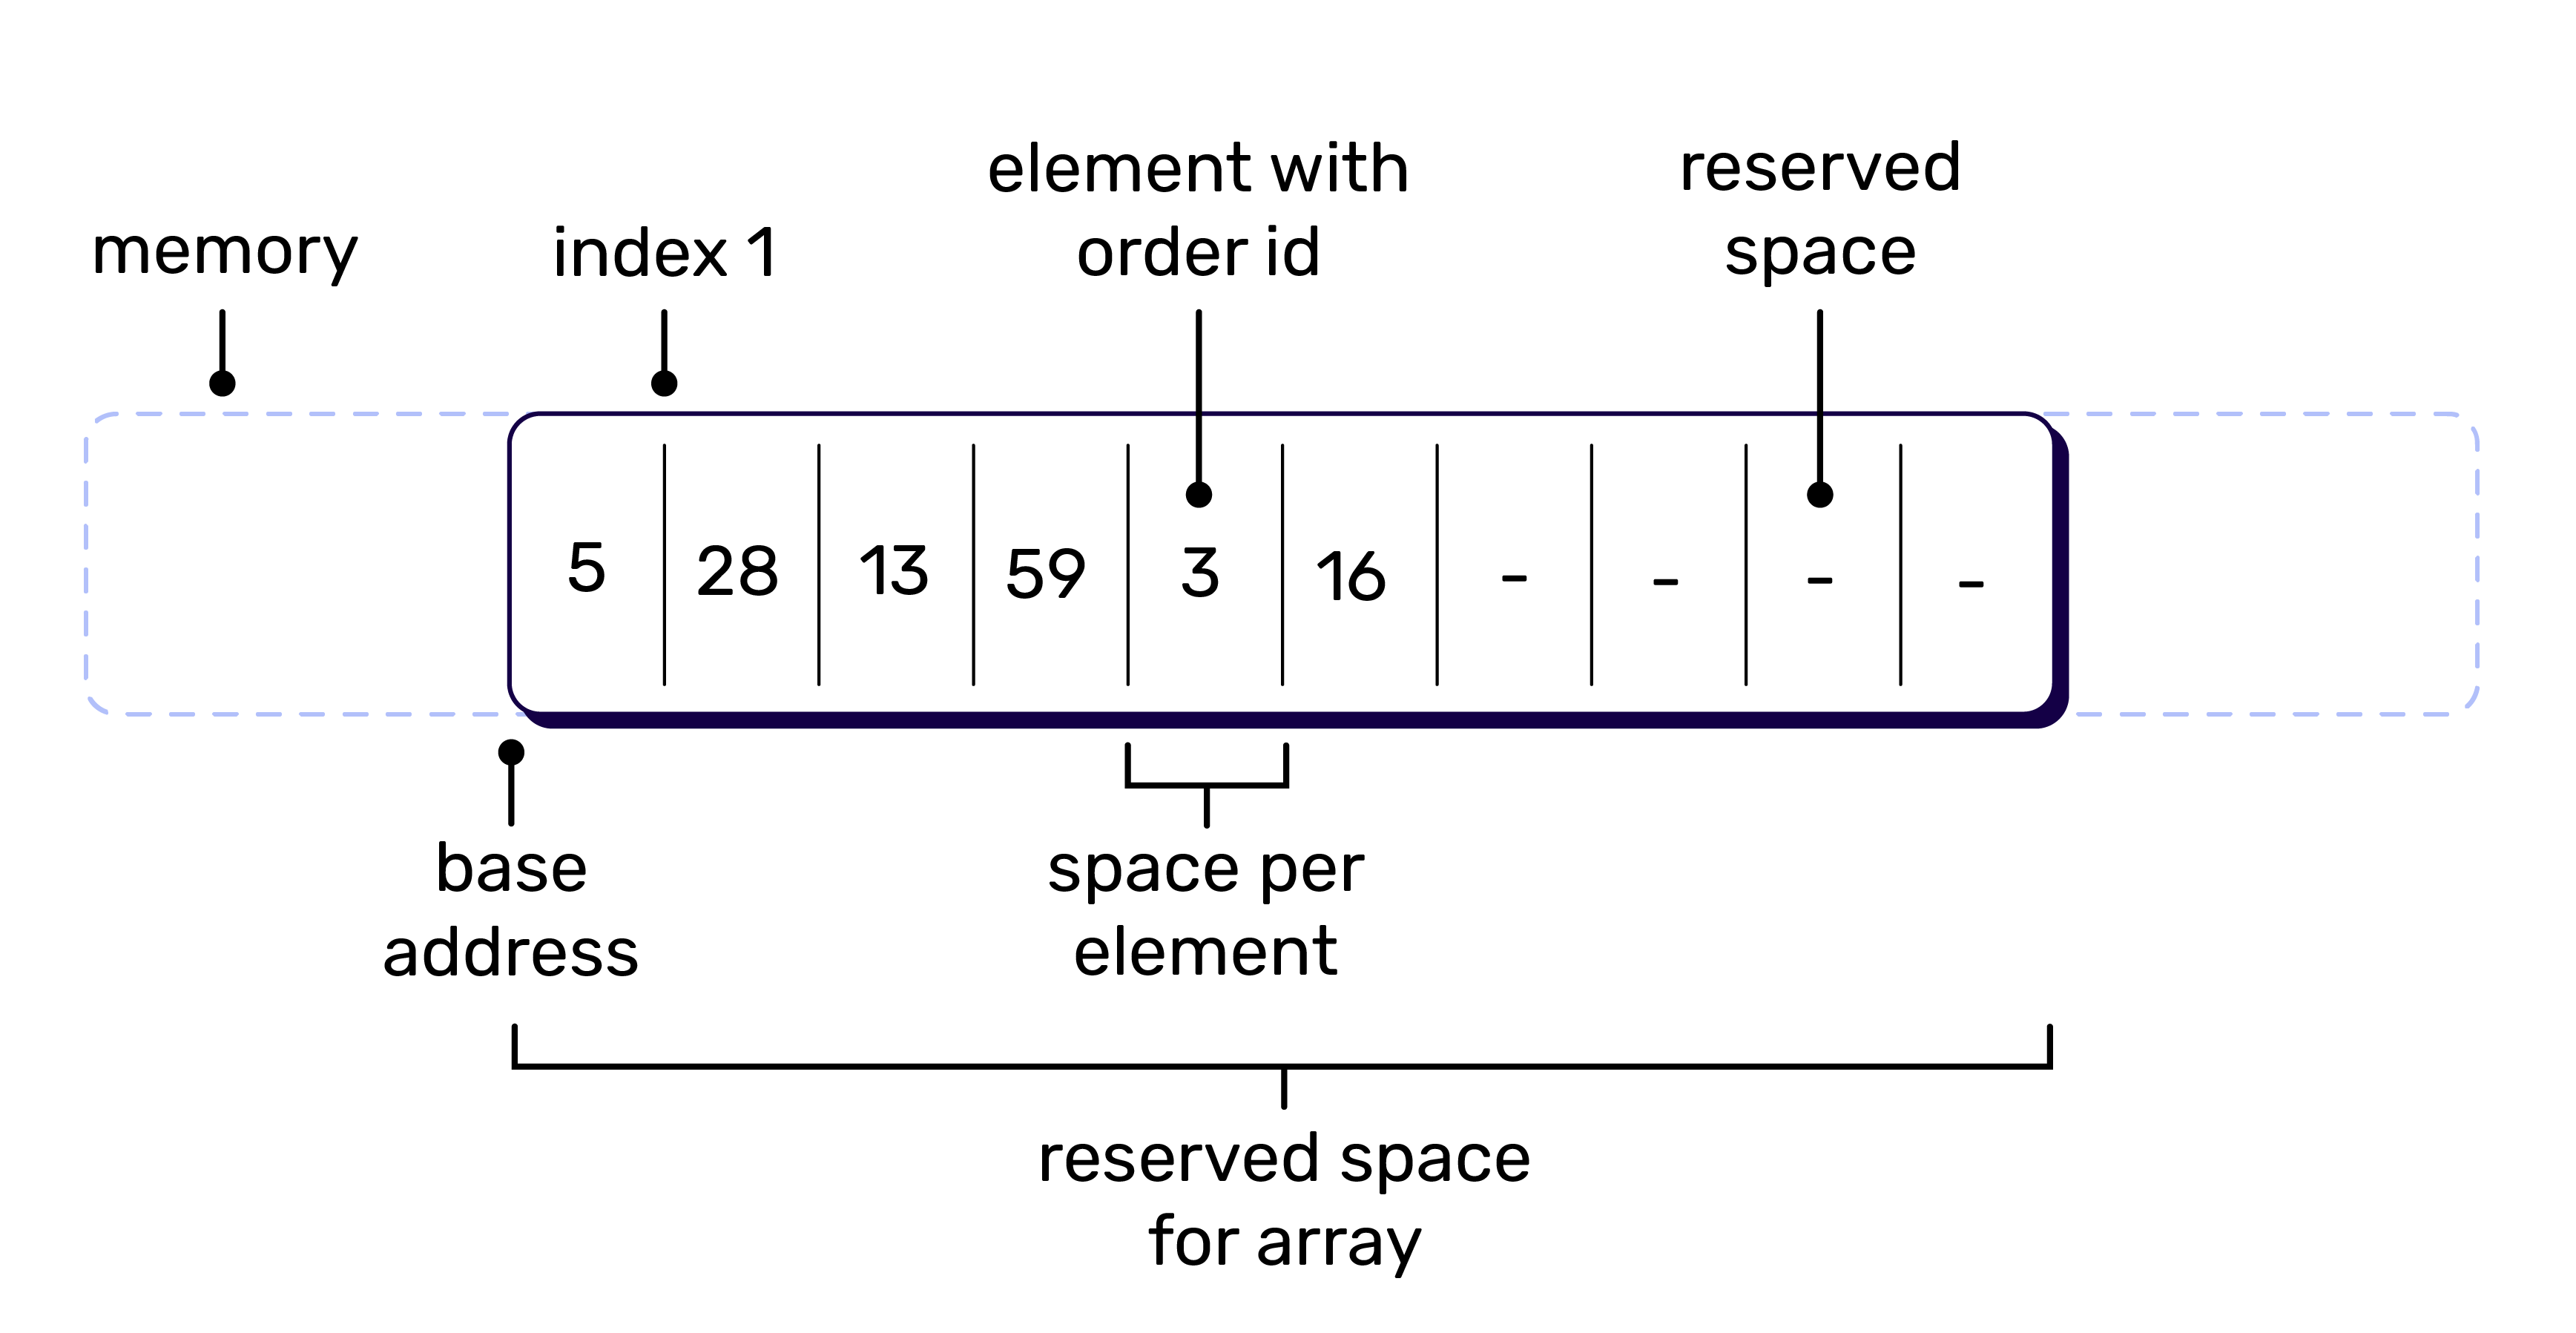 memory
index 1
element with
order id
reserved
space
5 28 13 59 3 16 - - - -
base
address
space per
element
reserved space
for array